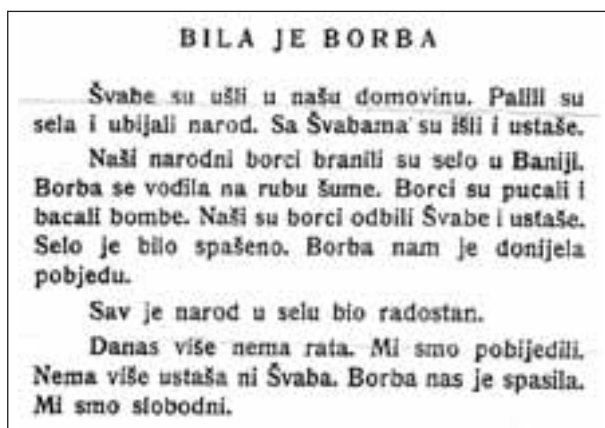 BILA JE BORBA
Švabe su ušli u našu domovinu. Palili su
sela i ubijali narod. Sa Švabama su išli i ustaše.
Naši narodni borci branili su selo u Baniji.
Borba se vodila na rubu šume. Borci su pucali i
bacali bombe. Naši su borci odbili Švabe i ustaše.
Selo je bilo spašeno. Borba nam je donijela
pobjedu.
Sav je narod u selu bio radostan.
Danas više nema rata. Mi smo pobijedili.
Nema više ustaša ni Švaba. Borba nas je spasila.
Mi smo slobodni.